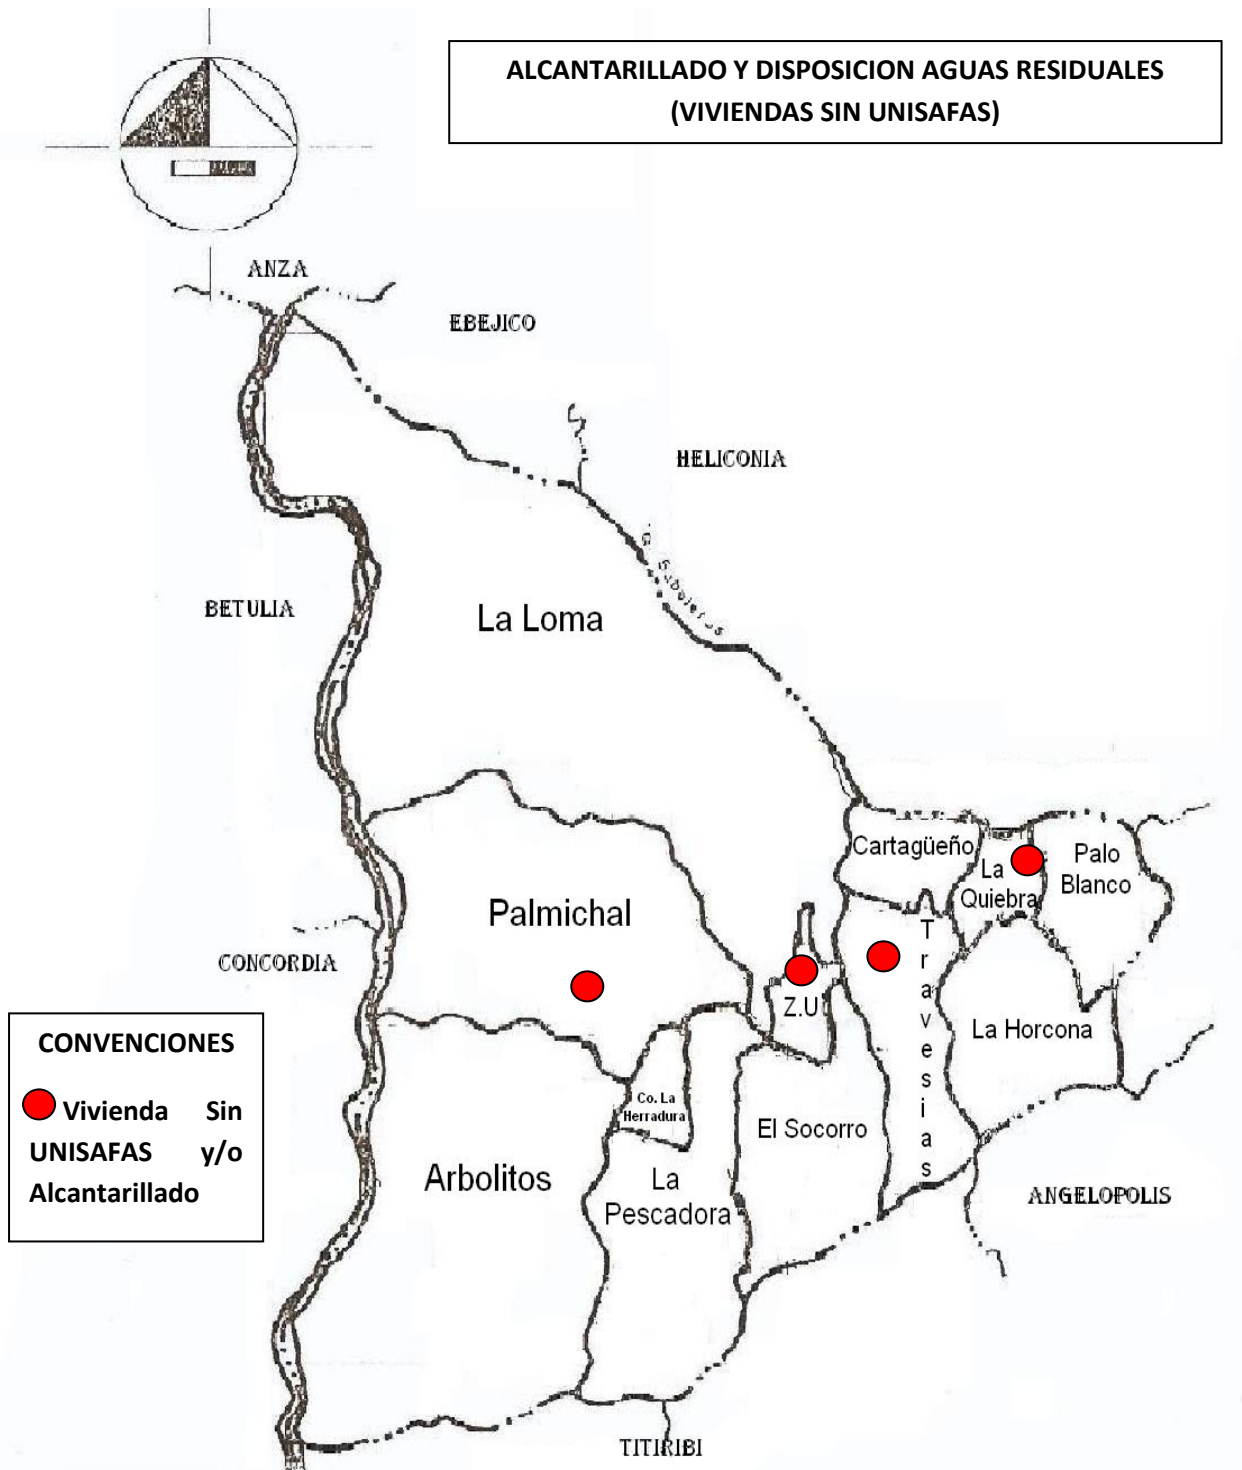 ALCANTARILLADO Y DISPOSICION AGUAS RESIDUALES
(VIVIENDAS SIN UNISAFAS)
ANZA
EBEJICO
HELICONIA
BETULIA
La Loma
Cartagüeño
La
Quiebra
Palo
Blanco
Palmichal
Travesias
CONCORDIA
Z.U
La Horcona
CONVENCIONES
Vivienda Sin
UNISAFAS y/o
Alcantarillado
Co. La
Herradura
El Socorro
Arbolitos
La
Pescadora
ANGELOPOLIS
TITIRIBI